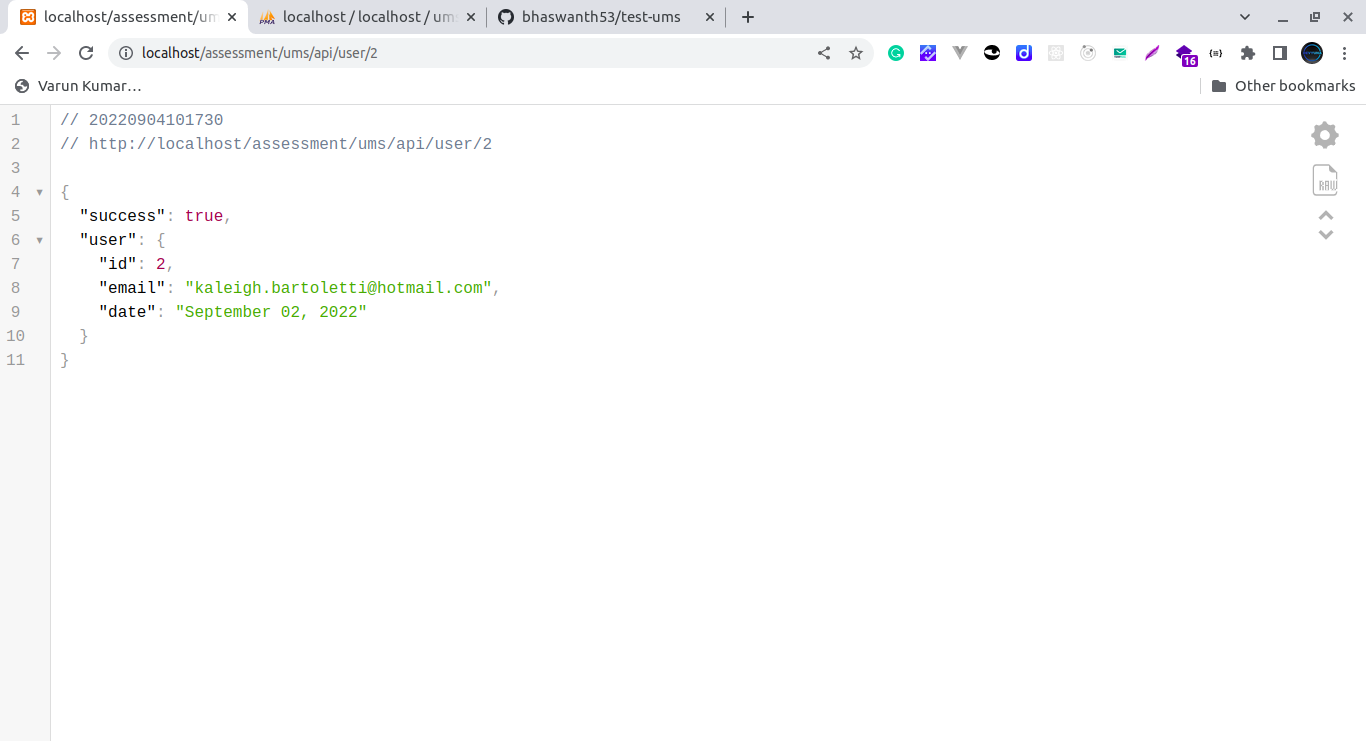 localhost/assessment/um
localhost / localhost / ums
bhaswanth53/test-ums
localhost/assessment/ums/api/user/2
16
Varun Kumar…
Other bookmarks
1 // 20220904101730
2 // http://localhost/assessment/ums/api/user/2
3
4 {
5 "success": true,
6 "user": {
7 "id": 2,
8 "email": "kaleigh.bartoletti@hotmail.com",
9 "date": "September 02, 2022"
10 }
11 }
RAW